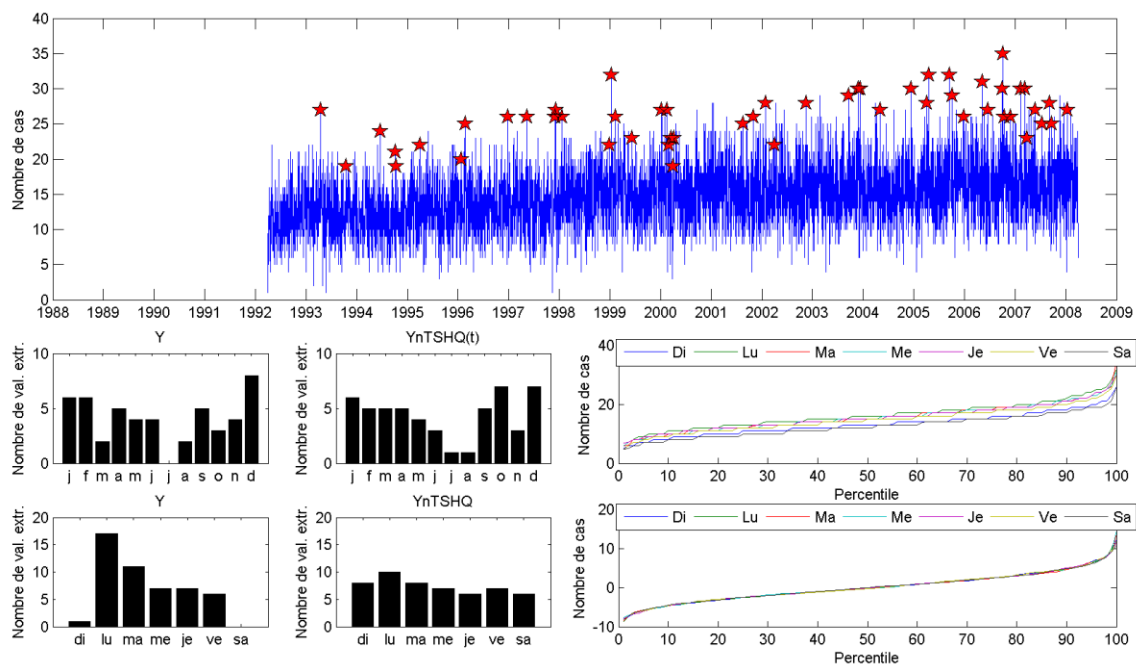 Nombre de cas
40
35
30
25
20
15
10
5
0
1988 1989 1990 1991 1992 1993 1994 1995 1996 1997 1998 1999 2000 2001 2002 2003 2004 2005 2006 2007 2008 2009
Y
Nombre de val. extr.
10
5
0
j f m a m j j a s o n d
YnTSHQ(t)
Nombre de val. extr.
10
5
0
j f m a m j j a s o n d
Di Lu Ma Me Je Ve Sa
Nombre de cas
40
20
0
0 10 20 30 40 50 60 70 80 90 100
Percentile
Y
Nombre de val. extr.
20
15
10
5
0
di lu ma me je ve sa
YnTSHQ
Nombre de val. extr.
20
15
10
5
0
di lu ma me je ve sa
Di Lu Ma Me Je Ve Sa
Nombre de cas
20
10
0
-10
0 10 20 30 40 50 60 70 80 90 100
Percentile